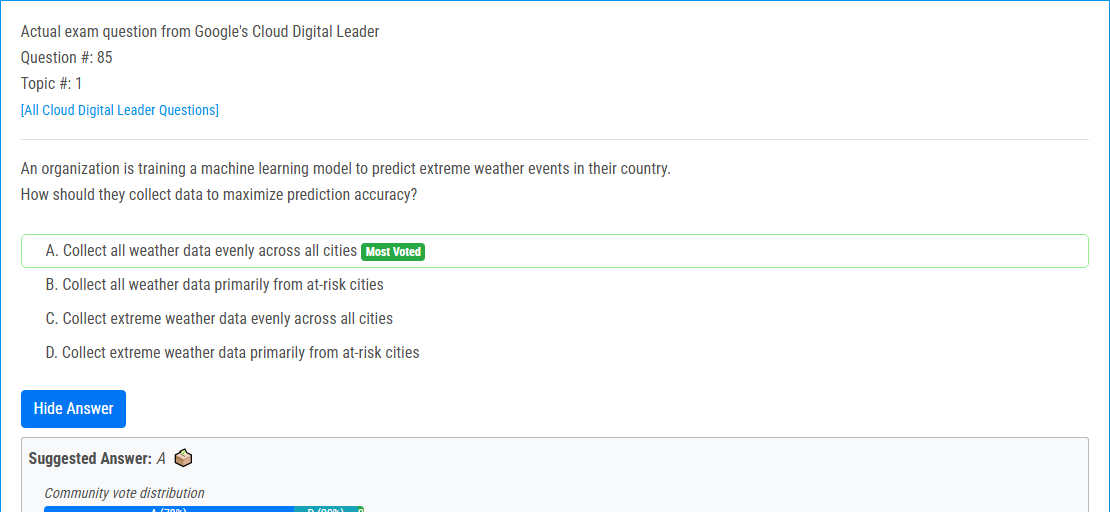 Actual exam question from Google's Cloud Digital Leader
Question #: 85
Topic #: 1
[All Cloud Digital Leader Questions]
An organization is training a machine learning model to predict extreme weather events in their country.
How should they collect data to maximize prediction accuracy?
A. Collect all weather data evenly across all cities Most Voted
B. Collect all weather data primarily from at-risk cities
C. Collect extreme weather data evenly across all cities
D. Collect extreme weather data primarily from at-risk cities
Hide Answer
Suggested Answer: A
Community vote distribution